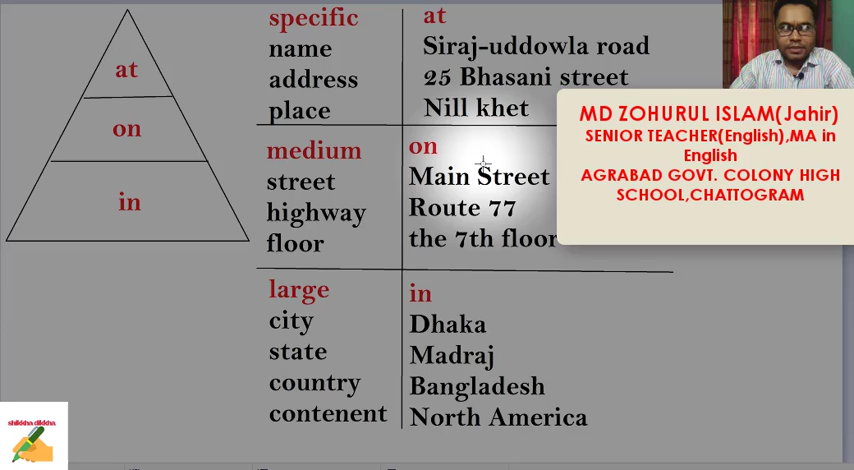 at
on
in
specific
name
address
place
at
Siraj-uddowla road
25 Bhasani street
Nill khet
medium
street
highway
floor
on
Main Street
Route 77
the 7th floor
large
city
state
country
contenent
in
Dhaka
Madraj
Bangladesh
North America
MD ZOHURUL ISLAM(Jahir)
SENIOR TEACHER(English),MA in
English
AGRABAD GOVT. COLONY HIGH
SCHOOL,CHATTOGRAM
shikkha dikkha